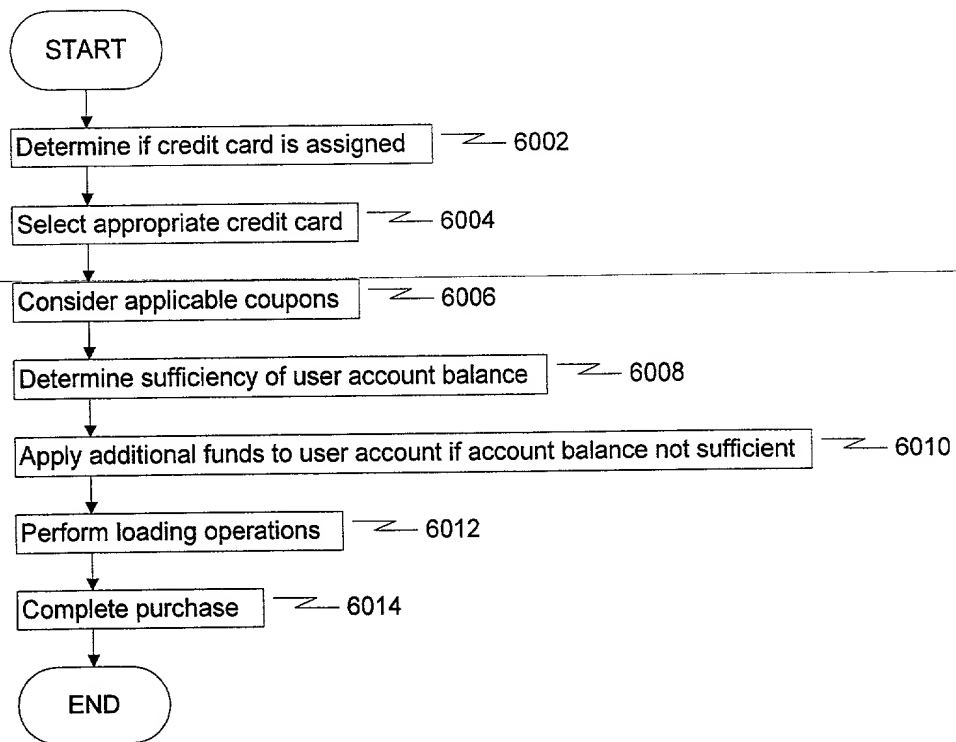 START
Determine if credit card is assigned 6002
Select appropriate credit card 6004
Consider applicable coupons 6006
Determine sufficiency of user account balance 6008
Apply additional funds to user account if account balance not sufficient 6010
Perform loading operations 6012
Complete purchase 6014
END